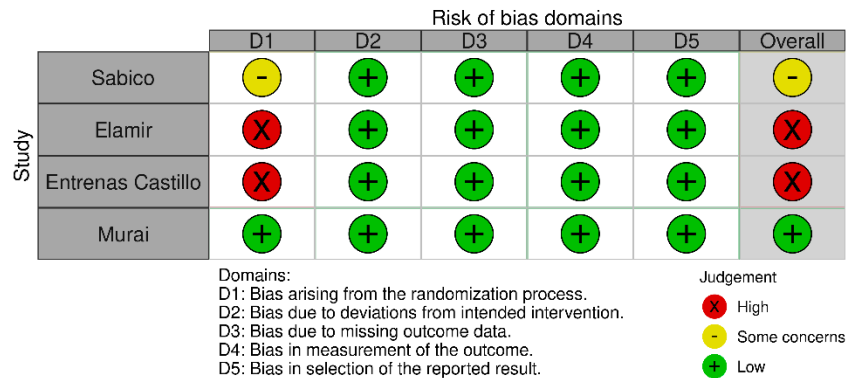 Risk of bias domains
D1 D2 D3 D4 D5 Overall
Study
Sabico - + + + + -
Elamir X + + + + X
Entrenas Castillo X + + + + X
Murai + + + + + +
Domains:
D1: Bias arising from the randomization process.
D2: Bias due to deviations from intended intervention.
D3: Bias due to missing outcome data.
D4: Bias in measurement of the outcome.
D5: Bias in selection of the reported result.
Judgement
X High
- Some concerns
+ Low